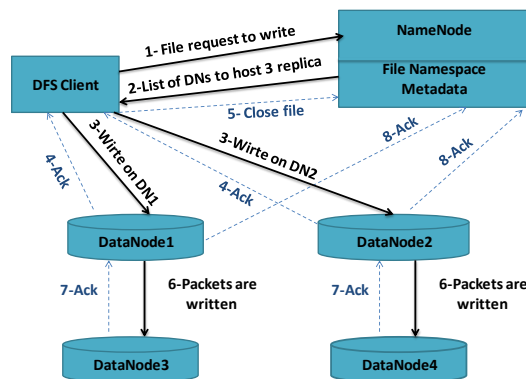 NameNode
1- File request to write
2-List of DNs to host 3 replica
File Namespace
Metadata
DFS Client
5- Close file
3-Wirte on DN1
3-Wirte on DN2
8-Ack
8-Ack
4-Ack
4-Ack
DataNode1
DataNode2
7-Ack
6-Packets are
written
7-Ack
6-Packets are
written
DataNode3
DataNode4